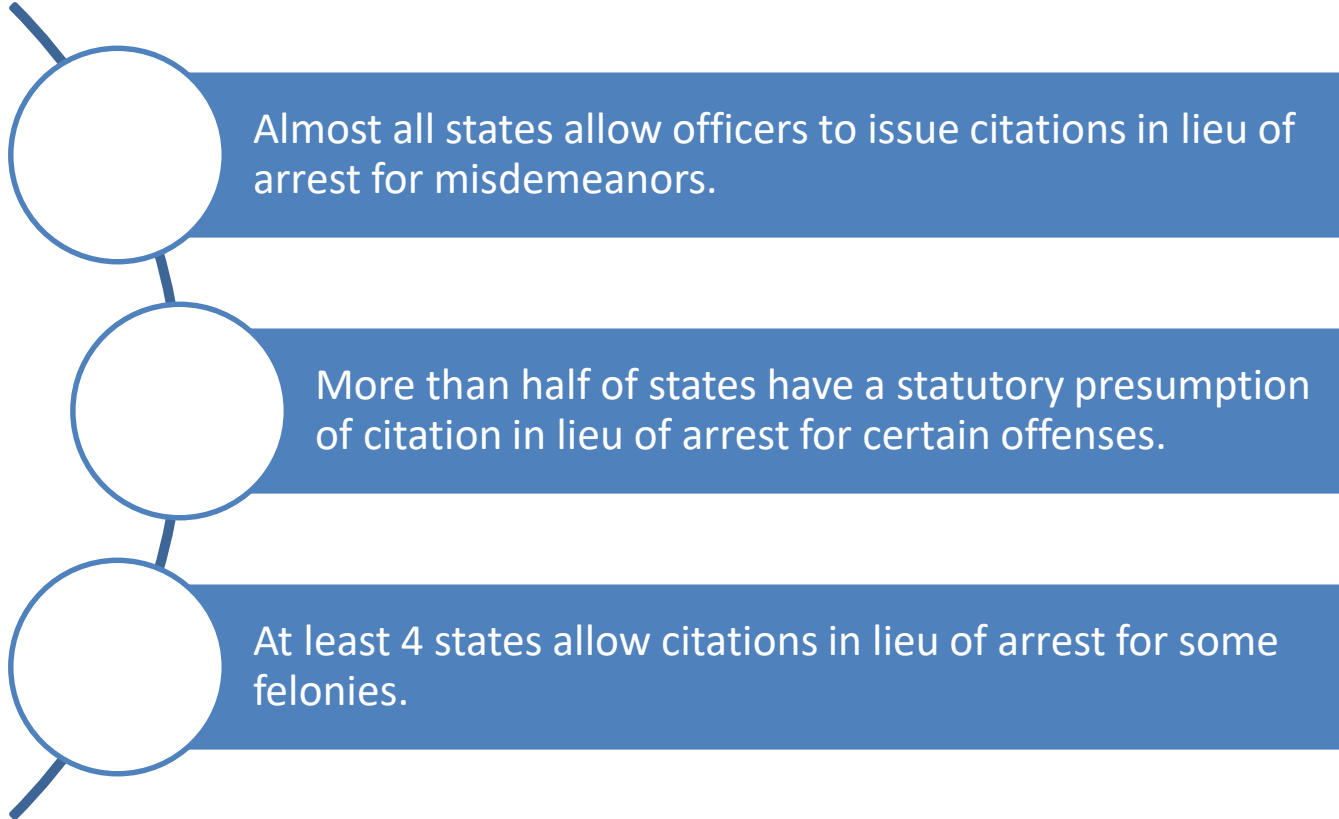 Almost all states allow officers to issue citations in lieu of
arrest for misdemeanors.
More than half of states have a statutory presumption
of citation in lieu of arrest for certain offenses.
At least 4 states allow citations in lieu of arrest for some
felonies.